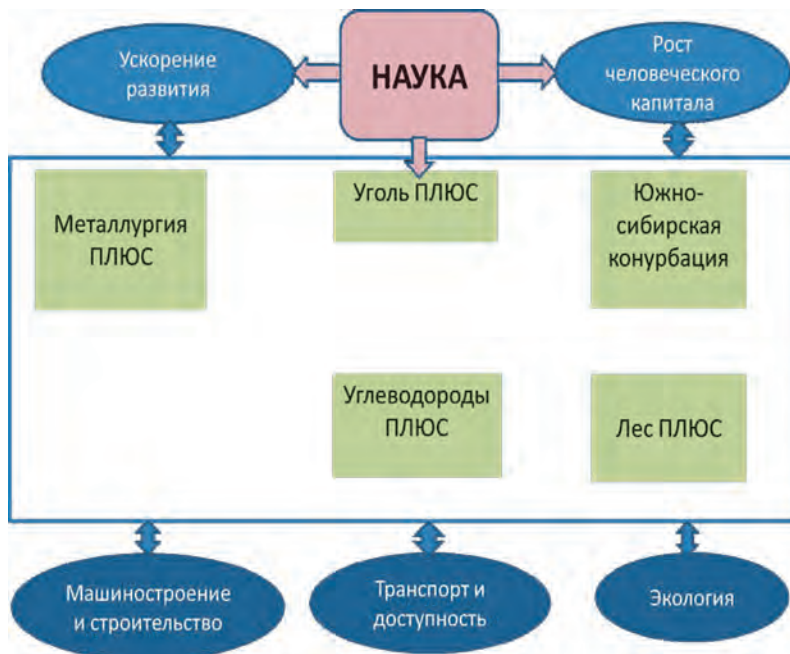 Ускорение
развития
НАУКА
Рост
человеческого
капитала
Металлургия
ПЛЮС
Уголь ПЛЮС
Южно-
сибирская
конурбация
Углеводороды
ПЛЮС
Лес ПЛЮС
Машиностроение
и строительство
Транспорт и
доступность
Экология